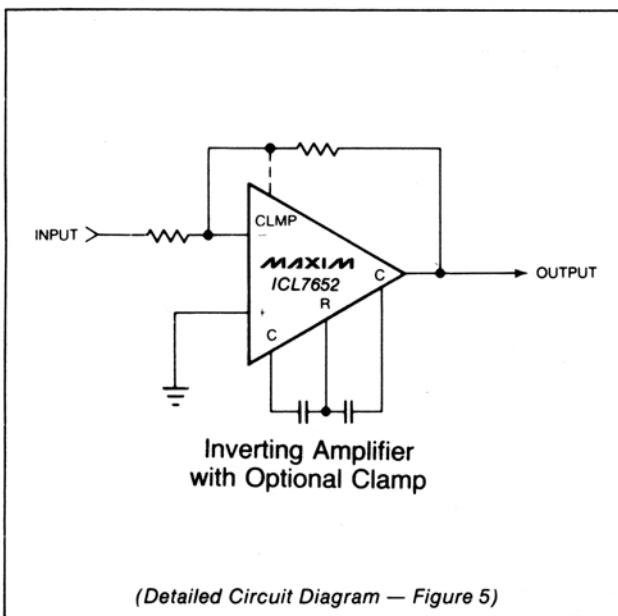 CLMP
INPUT
−
MAXIM
ICL7652
C
OUTPUT
R
+
C
Inverting Amplifier
with Optional Clamp
(Detailed Circuit Diagram — Figure 5)